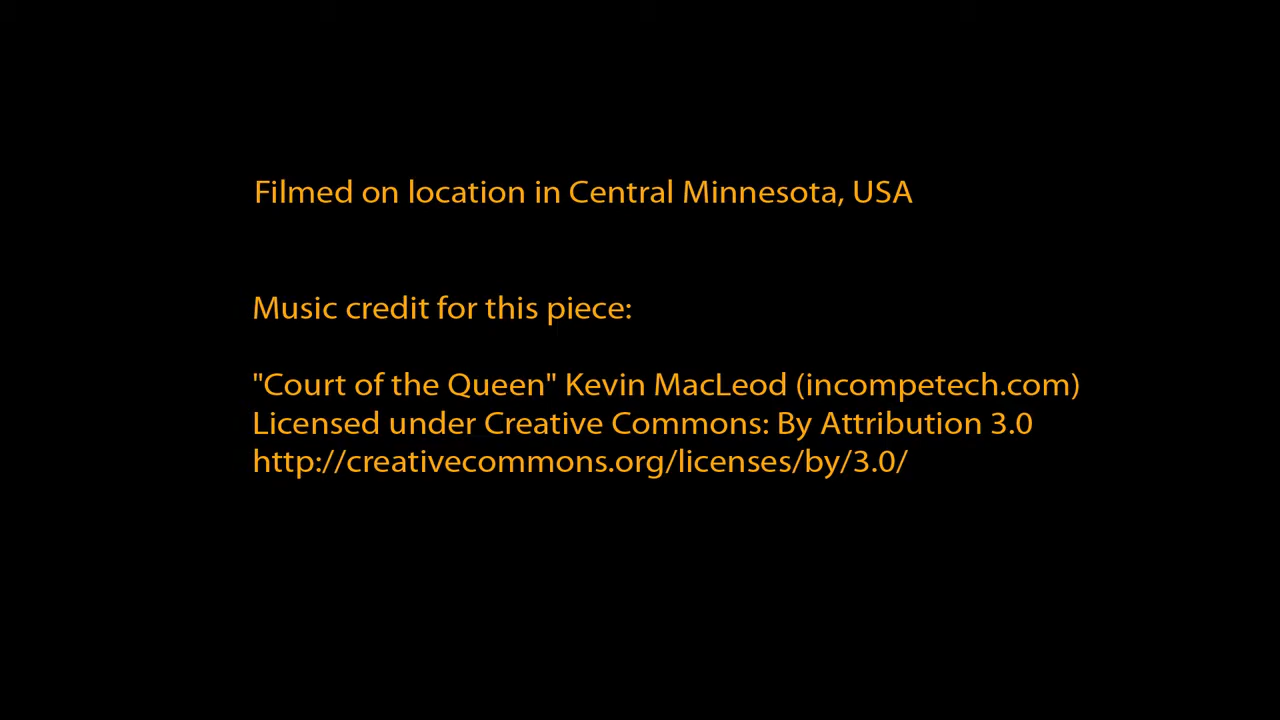 Filmed on location in Central Minnesota, USA
Music credit for this piece:
"Court of the Queen" Kevin MacLeod (incompetech.com)
Licensed under Creative Commons: By Attribution 3.0
http://creativecommons.org/licenses/by/3.0/